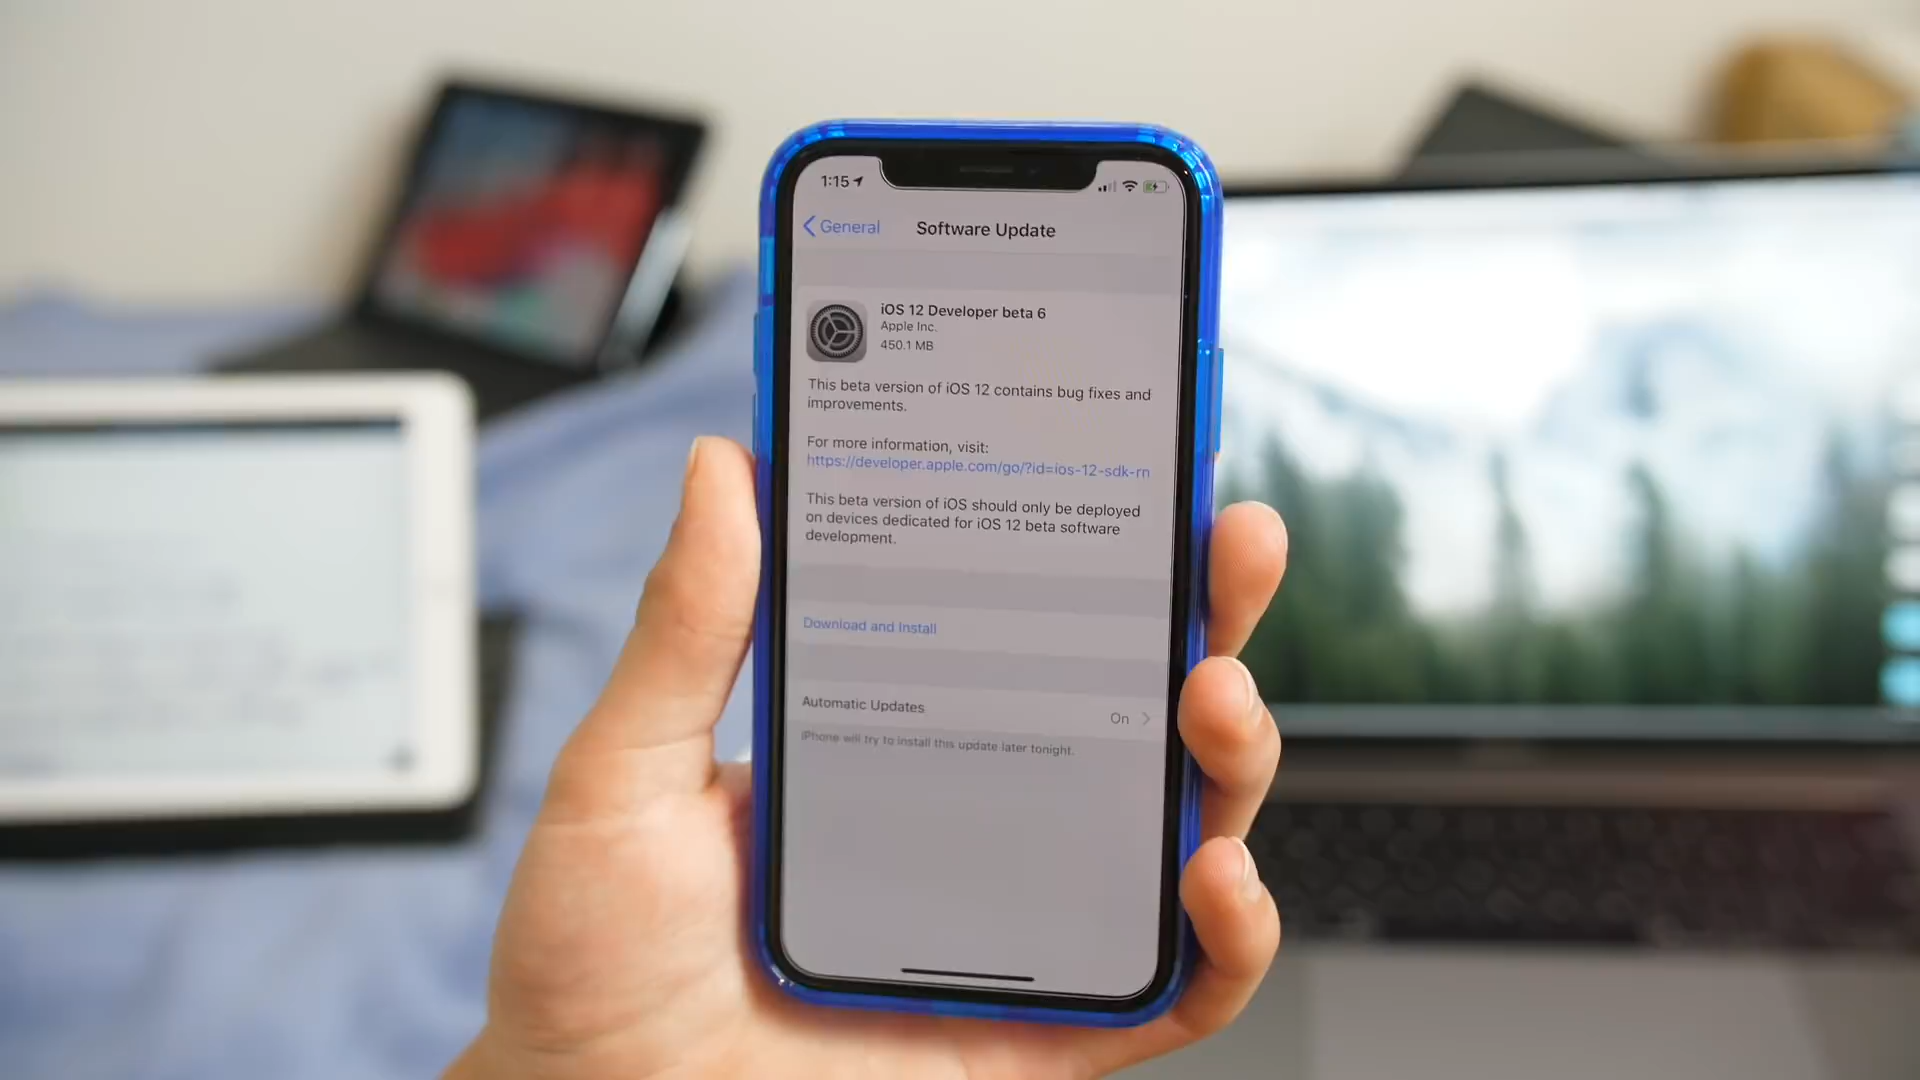 1:15
General
Software Update
iOS 12 Developer beta 6
Apple Inc.
450.1 MB
This beta version of iOS 12 contains bug fixes and
improvements.
For more information, visit:
https://developer.apple.com/go/?id=ios-12-sdk-rn
This beta version of iOS should only be deployed
on devices dedicated for iOS 12 beta software
development.
Download and Install
Automatic Updates
On
iPhone will try to install this update later tonight.